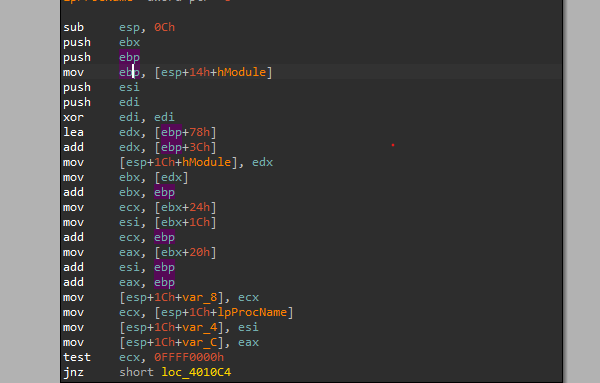 sub     esp, 0Ch
push    ebx
push    ebp
mov     ebp, [esp+14h+hModule]
push    esi
push    edi
xor     edi, edi
lea     edx, [ebp+78h]
add     edx, [ebp+3Ch]
mov     [esp+1Ch+hModule], edx
mov     ebx, [edx]
add     ebx, ebp
mov     ecx, [ebx+24h]
mov     esi, [ebx+1Ch]
add     ecx, ebp
mov     eax, [ebx+20h]
add     esi, ebp
add     eax, ebp
mov     [esp+1Ch+var_8], ecx
mov     ecx, [esp+1Ch+lpProcName]
mov     [esp+1Ch+var_4], esi
mov     [esp+1Ch+var_C], eax
test    ecx, 0FFFF0000h
jnz     short loc_4010C4